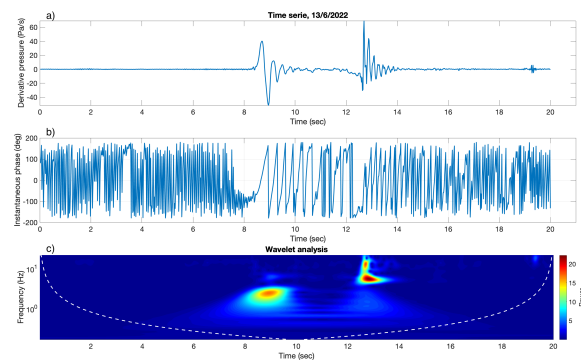 a)
Time serie, 13/6/2022
Derivative pressure (Pa/s)
60
40
20
0
-20
-40
2 4 6 8 10 12 14 16 18 20
Time (sec)
b)
Instantaneous phase (deg)
200
100
0
-100
-200
0 2 4 6 8 10 12 14 16 18 20
Time (sec)
c)
Wavelet analysis
Frequency (Hz)
10¹
10⁰
2 4 6 8 10 12 14 16 18 20
Time (sec)
20
15
10
5
0